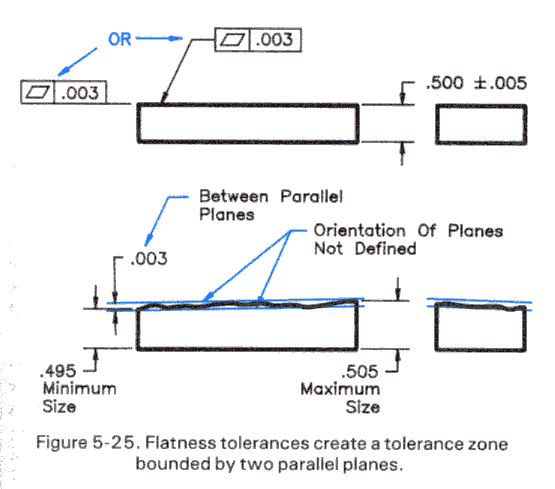 OR
.003
.003
.500 ±.005
Between Parallel
Planes
Orientation Of Planes
Not Defined
.003
.495
Minimum
Size
.505
Maximum
Size
Figure 5-25. Flatness tolerances create a tolerance zone
bounded by two parallel planes.